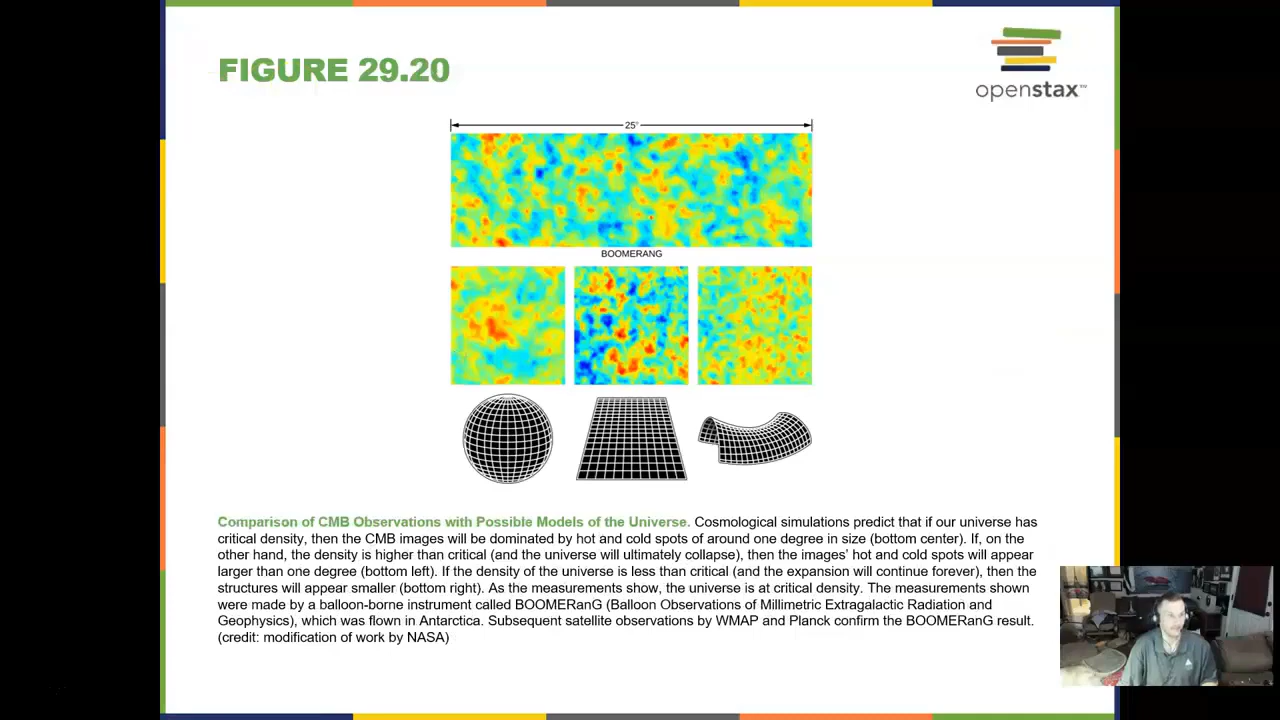 FIGURE 29.20
openstax™
25°
BOOMERANG
Comparison of CMB Observations with Possible Models of the Universe. Cosmological simulations predict that if our universe has
critical density, then the CMB images will be dominated by hot and cold spots of around one degree in size (bottom center). If, on the
other hand, the density is higher than critical (and the universe will ultimately collapse), then the images’ hot and cold spots will appear
larger than one degree (bottom left). If the density of the universe is less than critical (and the expansion will continue forever), then the
structures will appear smaller (bottom right). As the measurements show, the universe is at critical density. The measurements shown
were made by a balloon-borne instrument called BOOMERanG (Balloon Observations of Millimetric Extragalactic Radiation and
Geophysics), which was flown in Antarctica. Subsequent satellite observations by WMAP and Planck confirm the BOOMERanG result.
(credit: modification of work by NASA)